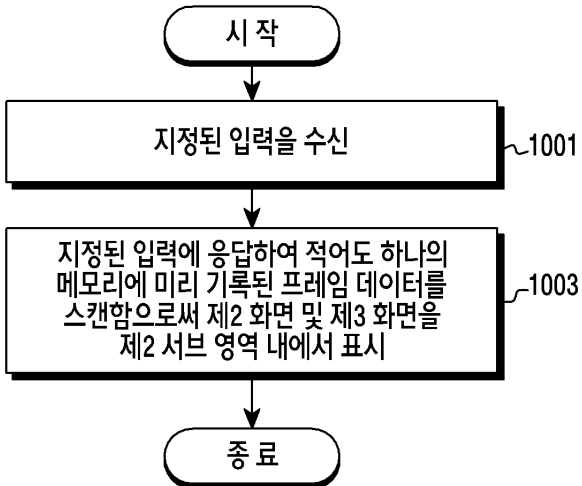 시 작
지정된 입력을 수신
1001
지정된 입력에 응답하여 적어도 하나의
메모리에 미리 기록된 프레임 데이터를
스캔함으로써 제2 화면 및 제3 화면을
제2 서브 영역 내에서 표시
1003
종 료